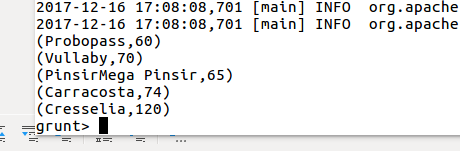 2017-12-16 17:08:08,701 [main] INFO  org.apache
2017-12-16 17:08:08,701 [main] INFO  org.apache
(Probopass,60)
(Vullaby,70)
(PinsirMega Pinsir,65)
(Carracosta,74)
(Cresselia,120)
grunt>